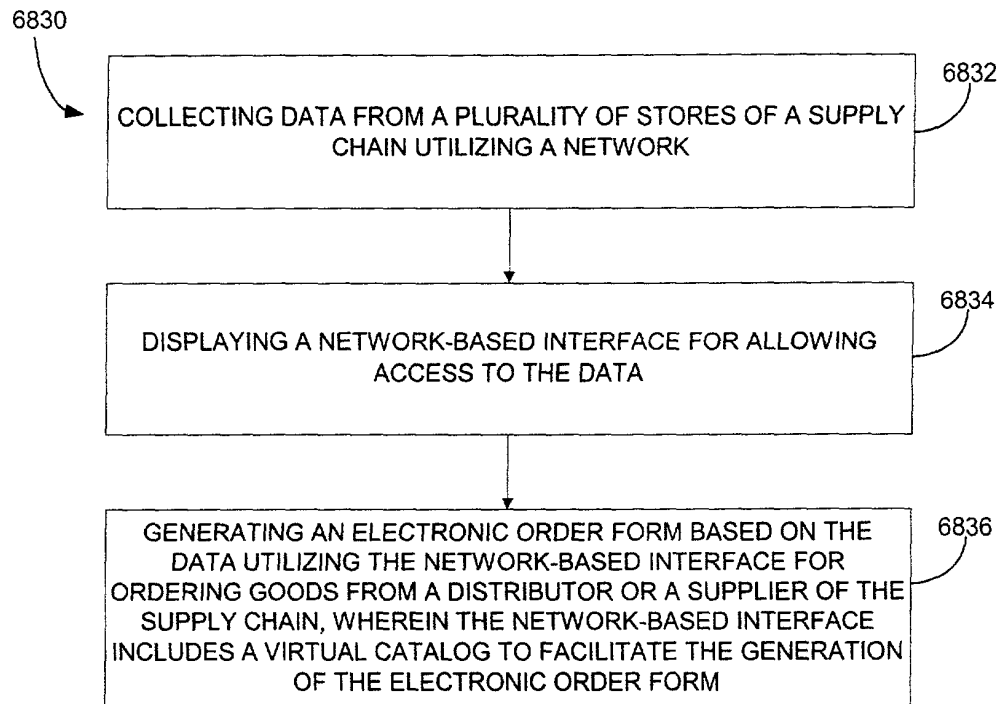 6830
6832
COLLECTING DATA FROM A PLURALITY OF STORES OF A SUPPLY
CHAIN UTILIZING A NETWORK
6834
DISPLAYING A NETWORK-BASED INTERFACE FOR ALLOWING
ACCESS TO THE DATA
6836
GENERATING AN ELECTRONIC ORDER FORM BASED ON THE
DATA UTILIZING THE NETWORK-BASED INTERFACE FOR
ORDERING GOODS FROM A DISTRIBUTOR OR A SUPPLIER OF THE
SUPPLY CHAIN, WHEREIN THE NETWORK-BASED INTERFACE
INCLUDES A VIRTUAL CATALOG TO FACILITATE THE GENERATION
OF THE ELECTRONIC ORDER FORM